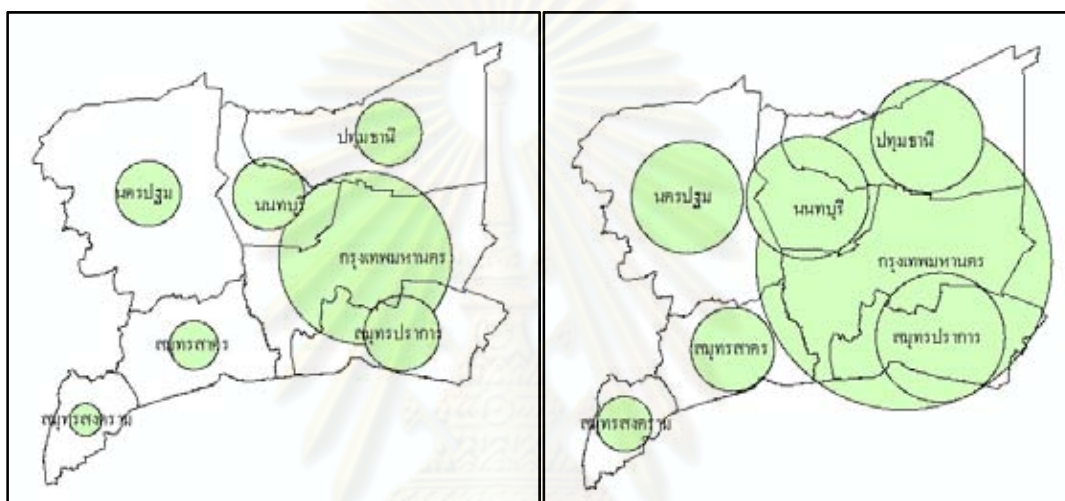 ปทุมธานี
นครปฐม
นนทบุรี
กรุงเทพมหานคร
สมุทรปราการ
สมุทรสาคร
สมุทรสงคราม
ปทุมธานี
นครปฐม
นนทบุรี
กรุงเทพมหานคร
สมุทรปราการ
สมุทรสาคร
สมุทรสงคราม